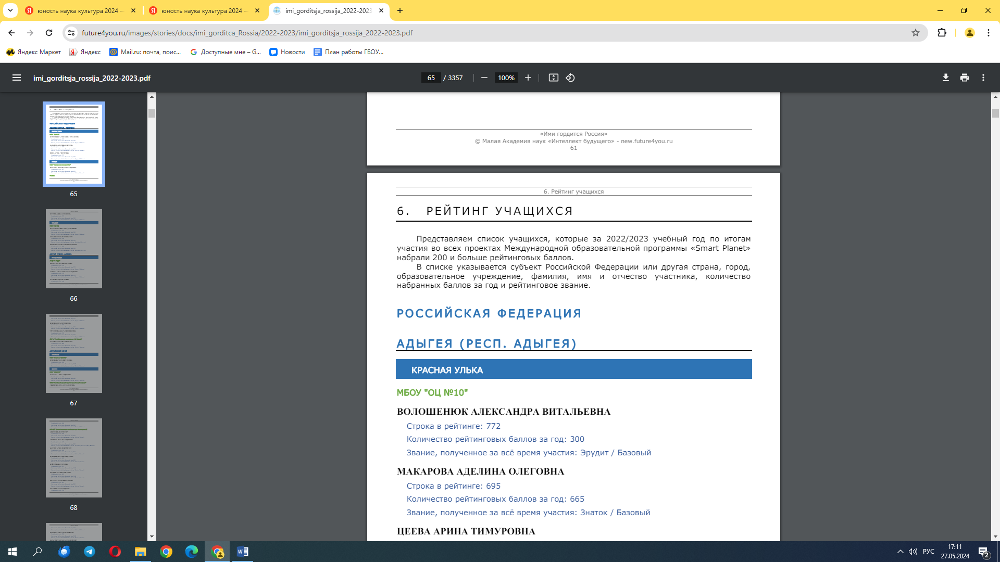 юность наука культура 2024 —
юность наука культура 2024 —
imi_gorditsja_rossija_2022-2023
future4you.ru/images/stories/docs/imi_gorditca_Rossia/2022-2023/imi_gorditsja_rossija_2022-2023.pdf
Яндекс Маркет
Яндекс
Mail.ru: почта, поис...
Доступные мне – G...
Новости
План работы ГБОУ...
imi_gorditsja_rossija_2022-2023.pdf
65 / 3357
100%
65
66
67
68
«Ими гордится Россия»
© Малая Академия наук «Интеллект будущего» - new.future4you.ru
61
6. Рейтинг учащихся
6. РЕЙТИНГ УЧАЩИХСЯ
Представляем список учащихся, которые за 2022/2023 учебный год по итогам
участия во всех проектах Международной образовательной программы «Smart Planet»
набрали 200 и больше рейтинговых баллов.
В списке указывается субъект Российской Федерации или другая страна, город,
образовательное учреждение, фамилия, имя и отчество участника, количество
набранных баллов за год и рейтинговое звание.
РОССИЙСКАЯ ФЕДЕРАЦИЯ
АДЫГЕЯ (РЕСП. АДЫГЕЯ)
КРАСНАЯ УЛЬКА
МБОУ "ОЦ №10"
ВОЛОШЕНЮК АЛЕКСАНДРА ВИТАЛЬЕВНА
Строка в рейтинге: 772
Количество рейтинговых баллов за год: 300
Звание, полученное за всё время участия: Эрудит / Базовый
МАКАРОВА АДЕЛИНА ОЛЕГОВНА
Строка в рейтинге: 695
Количество рейтинговых баллов за год: 665
Звание, полученное за всё время участия: Знаток / Базовый
ЦЕЕВА АРИНА ТИМУРОВНА
РУС
17:11
27.05.2024
2